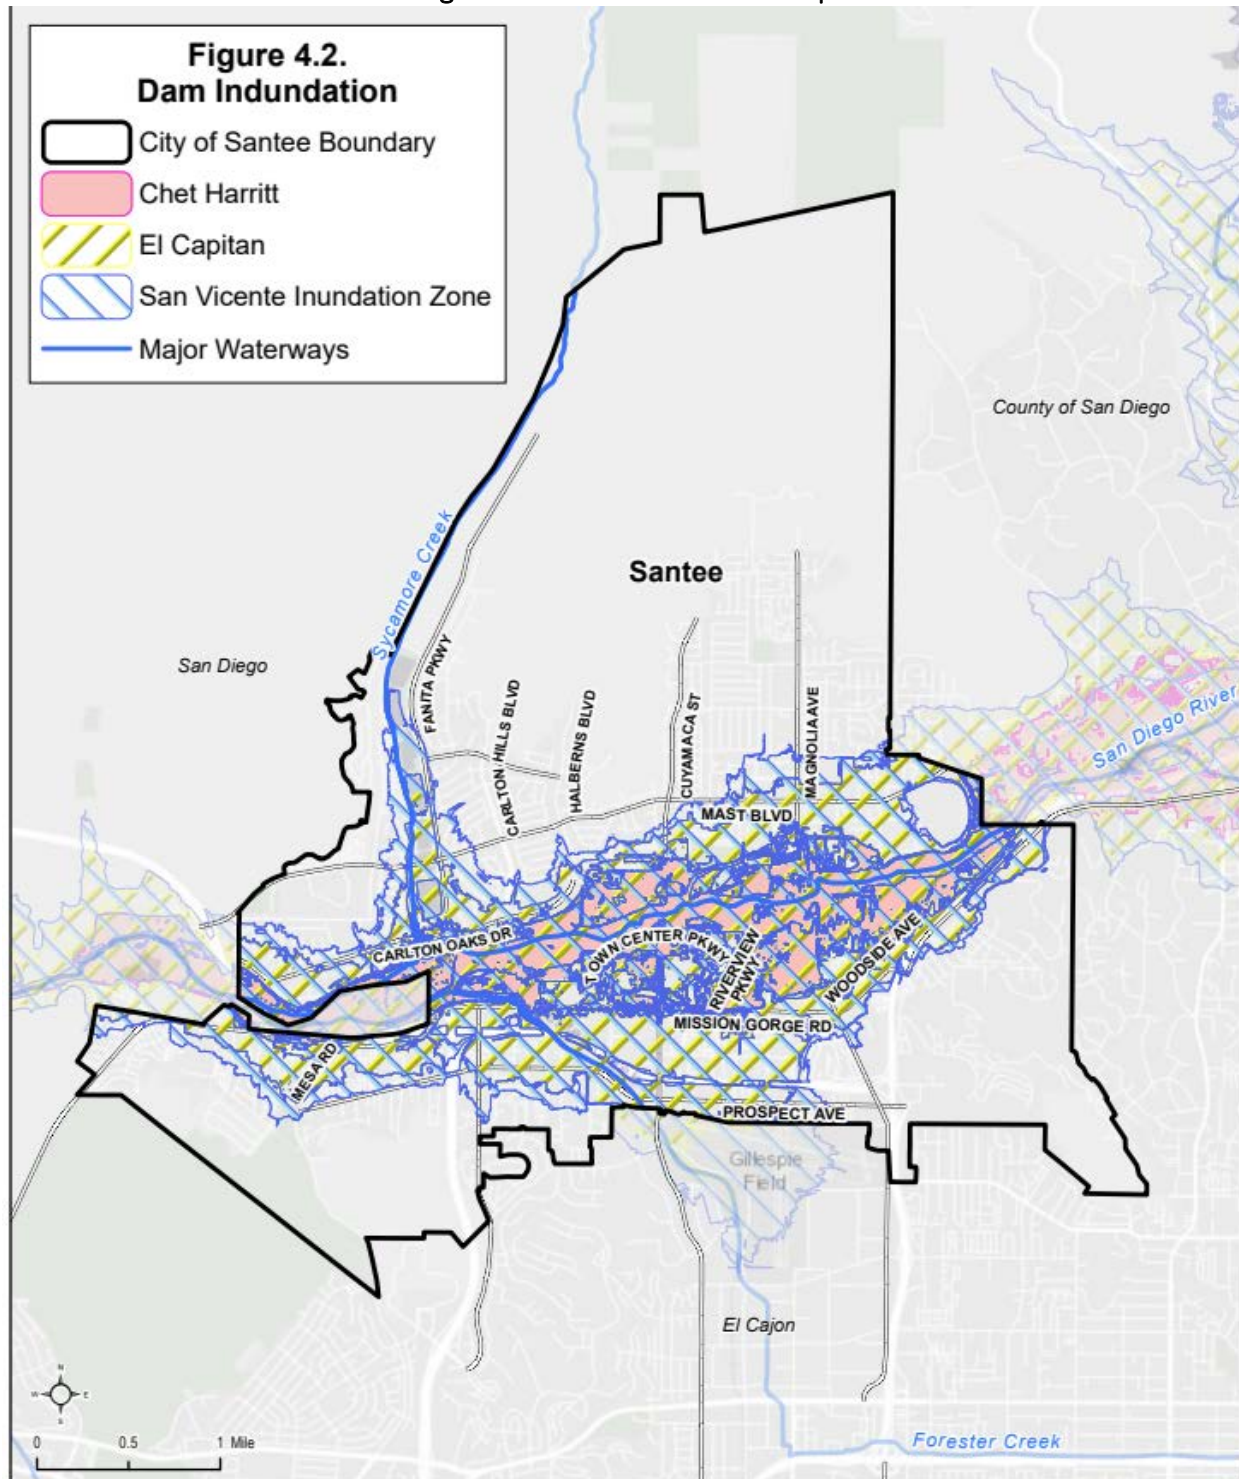 Figure 4.2.
Dam Indundation
City of Santee Boundary
Chet Harritt
El Capitan
San Vicente Inundation Zone
Major Waterways
County of San Diego
Sycamore Creek
Santee
San Diego
FANITA PKWY
CARLTON HILLS BLVD
HALBERNS BLVD
CUYAMACA ST
MAGNOLIA AVE
San Diego River
MAST BLVD
CARLTON OAKS DR
TOWN CENTER PKWY
RIVERVIEW
PKWY
WOODSIDE AVE
MISSION GORGE RD
MESA RD
PROSPECT AVE
Gillespie
Field
El Cajon
N
W
E
S
0 0.5 1 Mile
Forester Creek